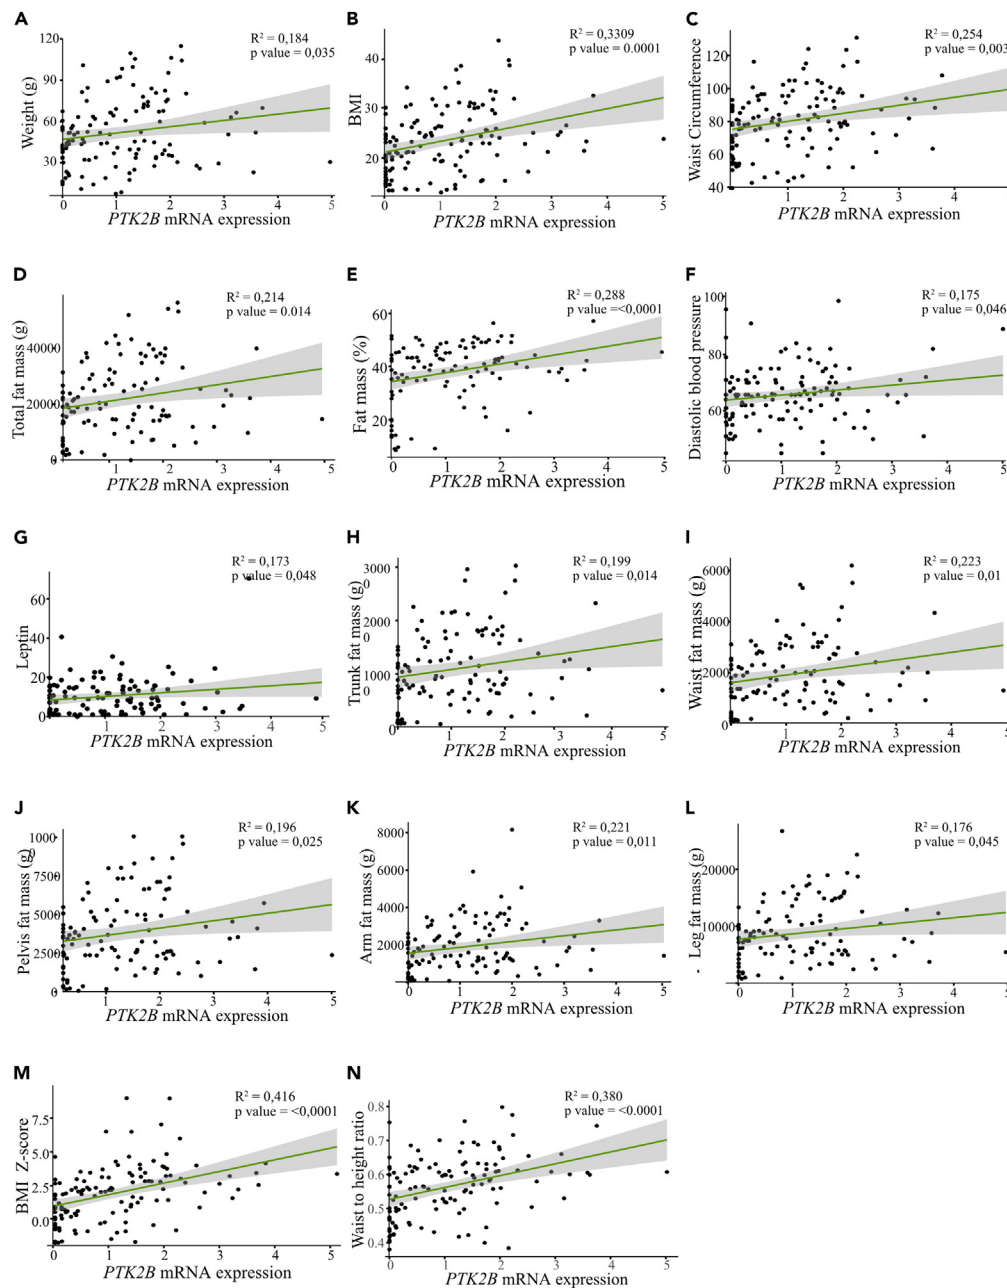 A
R² = 0,184
p value = 0,035
120
90
60
30
Weight (g)
0 1 2 3 4 5
PTK2B mRNA expression
B
R² = 0,3309
p value = 0.0001
40
30
20
BMI
0 1 2 3 4 5
PTK2B mRNA expression
C
R² = 0,254
p value = 0,003
120
100
80
60
40
Waist Circumference
0 1 2 3 4
PTK2B mRNA expression
D
R² = 0,214
p value = 0.014
40000
20000
0
Total fat mass (g)
1 2 3 4 5
PTK2B mRNA expression
E
R² = 0,288
p value =<0,0001
60
40
20
Fat mass (%)
0 1 2 3 4 5
PTK2B mRNA expression
F
R² = 0,175
p value = 0,046
100
80
60
Diastolic blood pressure
0 1 2 3 4 5
PTK2B mRNA expression
G
R² = 0,173
p value = 0,048
60
40
20
0
Leptin
0 1 2 3 4 5
PTK2B mRNA expression
H
R² = 0,199
p value = 0,014
3000
0
2000
0
1000
0
Trunk fat mass (g)
0 1 2 3 4 5
PTK2B mRNA expression
I
R² = 0,223
p value = 0,01
6000
4000
2000
0
Waist fat mass (g)
0 1 2 3 4 5
PTK2B mRNA expression
J
R² = 0,196
p value = 0,025
1000
0
7500
5000
2500
0
Pelvis fat mass (g)
0 1 2 3 4 5
PTK2B mRNA expression
K
R² = 0,221
p value = 0,011
8000
6000
4000
2000
0
Arm fat mass (g)
0 1 2 3 4 5
PTK2B mRNA expression
L
R² = 0,176
p value = 0,045
20000
10000
0
Leg fat mass (g)
0 1 2 3 4 5
PTK2B mRNA expression
M
R² = 0,416
p value = <0,0001
7.5
5.0
2.5
0.0
BMI Z-score
0 1 2 3 4 5
PTK2B mRNA expression
N
R² = 0,380
p value = <0.0001
0.8
0.7
0.6
0.5
0.4
Waist to height ratio
0 1 2 3 4 5
PTK2B mRNA expression